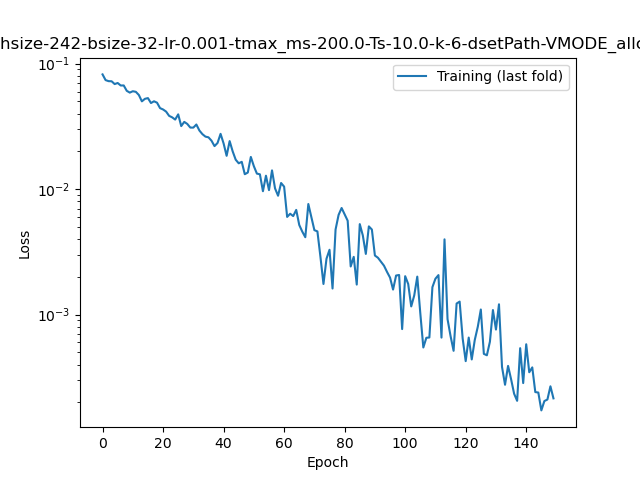 hsize-242-bsize-32-lr-0.001-tmax_ms-200.0-Ts-10.0-k-6-dsetPath-VMODE_allo
10⁻¹
Training (last fold)
10⁻²
Loss
10⁻³
0 20 40 60 80 100 120 140
Epoch